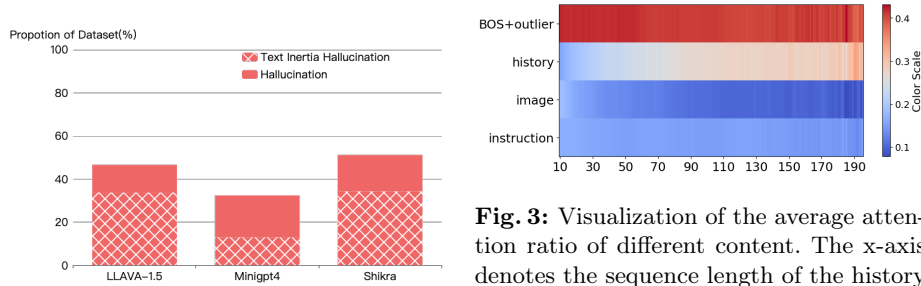 Propotion of Dataset(%)
100
80
60
40
20
0
Text Inertia Hallucination
Hallucination
LLAVA-1.5
Minigpt4
Shikra
BOS+outlier
history
image
instruction
10 30 50 70 90 110 130 150 170 190
0.4
0.3
0.2
0.1
Color Scale
Fig. 3: Visualization of the average atten-
tion ratio of different content. The x-axis
denotes the sequence length of the history